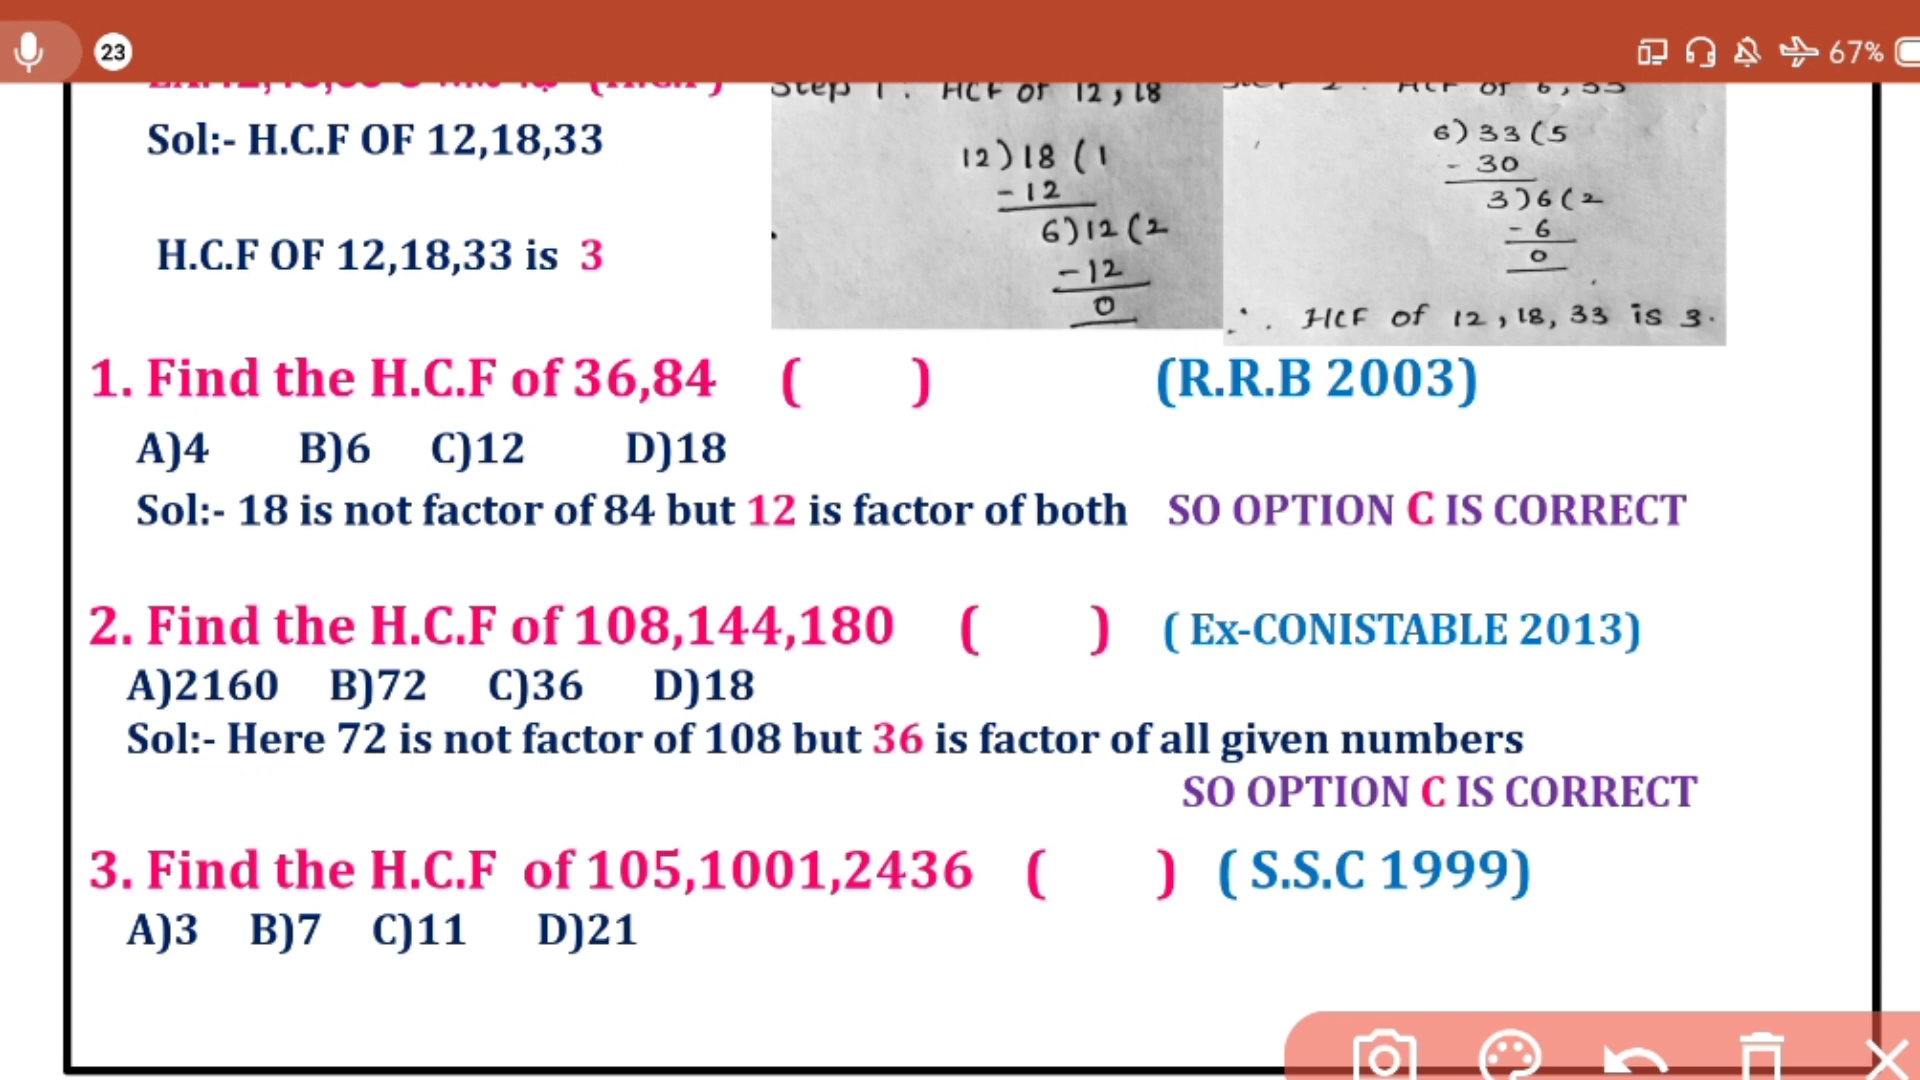 23
67%
Sol:- H.C.F OF 12,18,33
H.C.F OF 12,18,33 is 3
Step 1 : HCF of 12, 18
12)18(1
-12
6)12(2
-12
0
HCF of 6, 33
6)33(5
- 30
3)6(2
- 6
0
∴ HCF of 12, 18, 33 is 3.
1. Find the H.C.F of 36,84 ( ) (R.R.B 2003)
A)4 B)6 C)12 D)18
Sol:- 18 is not factor of 84 but 12 is factor of both SO OPTION C IS CORRECT
2. Find the H.C.F of 108,144,180 ( ) ( Ex-CONISTABLE 2013)
A)2160 B)72 C)36 D)18
Sol:- Here 72 is not factor of 108 but 36 is factor of all given numbers
SO OPTION C IS CORRECT
3. Find the H.C.F of 105,1001,2436 ( ) ( S.S.C 1999)
A)3 B)7 C)11 D)21